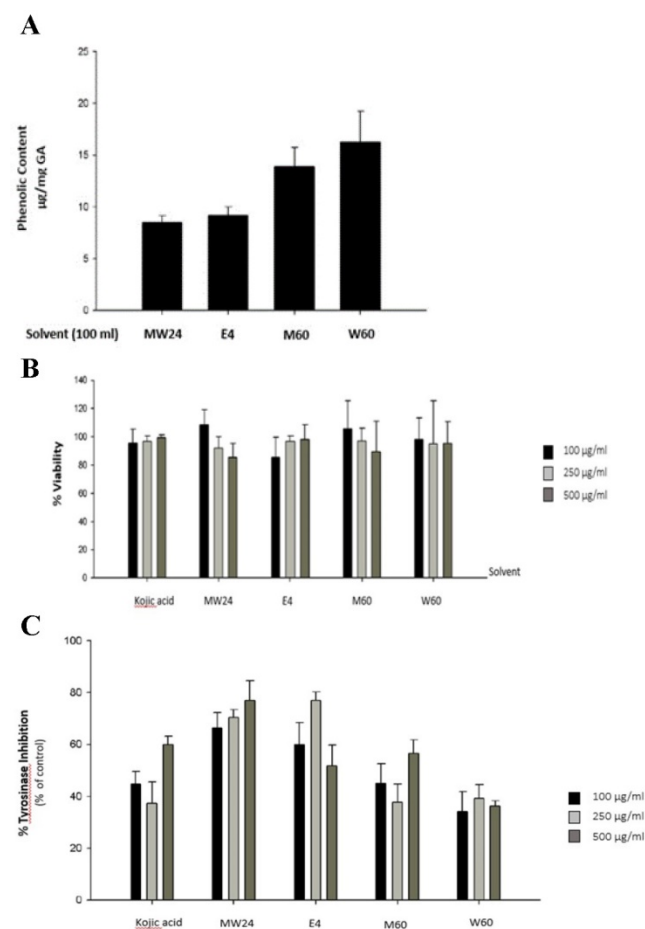 A
25
20
15
10
5
0
Phenolic Content
µg/mg GA
Solvent (100 ml) MW24 E4 M60 W60
B
140
120
100
80
60
40
20
0
% Viability
100 µg/ml
250 µg/ml
500 µg/ml
Solvent
Kojic acid MW24 E4 M60 W60
C
100
80
60
40
20
0
% Tyrosinase Inhibition
(% of control)
100 µg/ml
250 µg/ml
500 µg/ml
Kojic acid MW24 E4 M60 W60